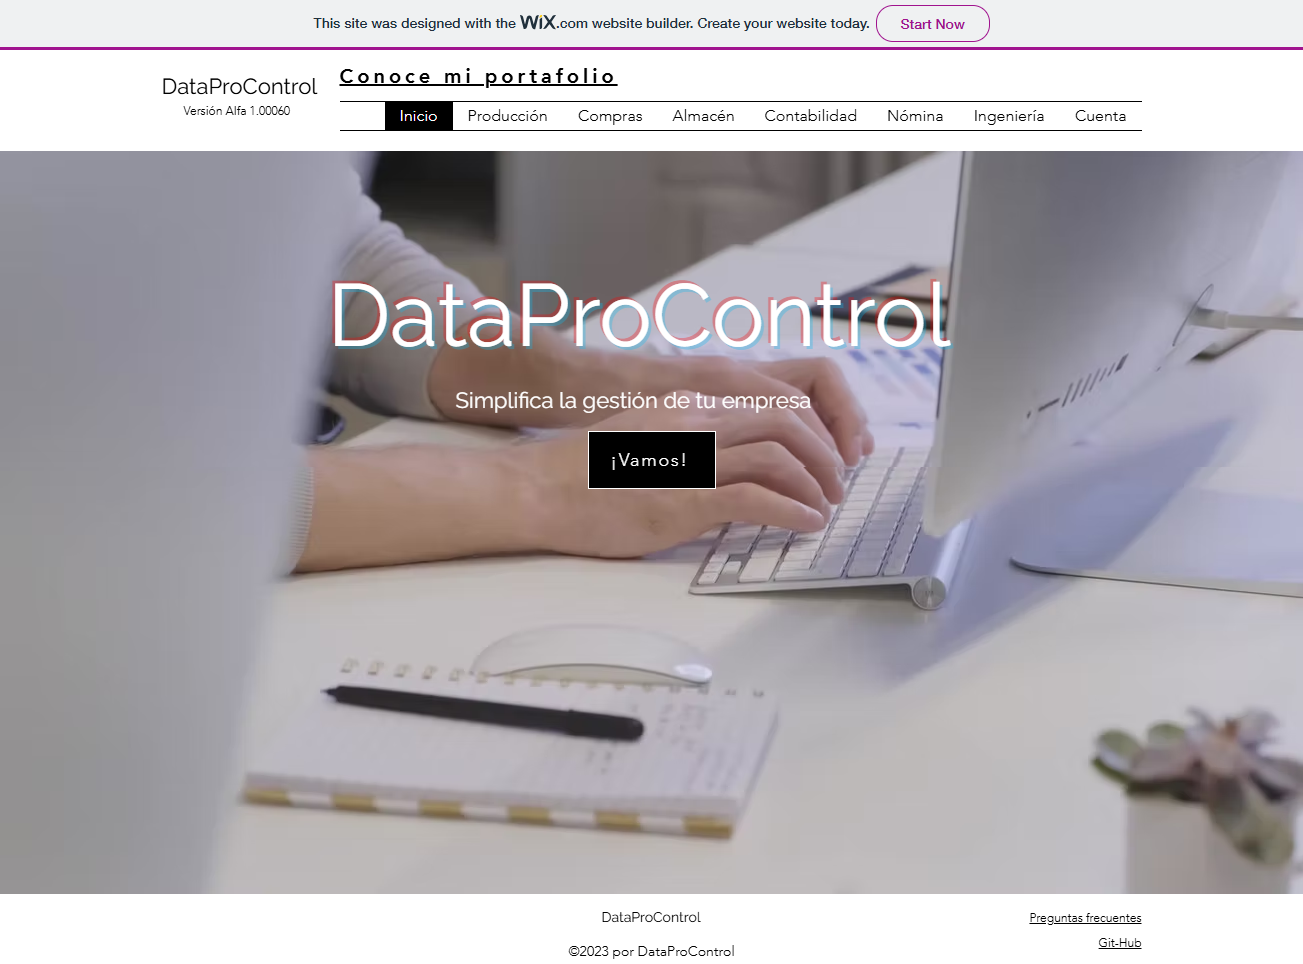 This site was designed with the WiX.com website builder. Create your website today. Start Now
Conoce mi portafolio
DataProControl
Versión Alfa 1.00060
Inicio Producción Compras Almacén Contabilidad Nómina Ingeniería Cuenta
DataProControl
Simplifica la gestión de tu empresa
¡Vamos!
DataProControl
©2023 por DataProControl
Preguntas frecuentes
Git-Hub